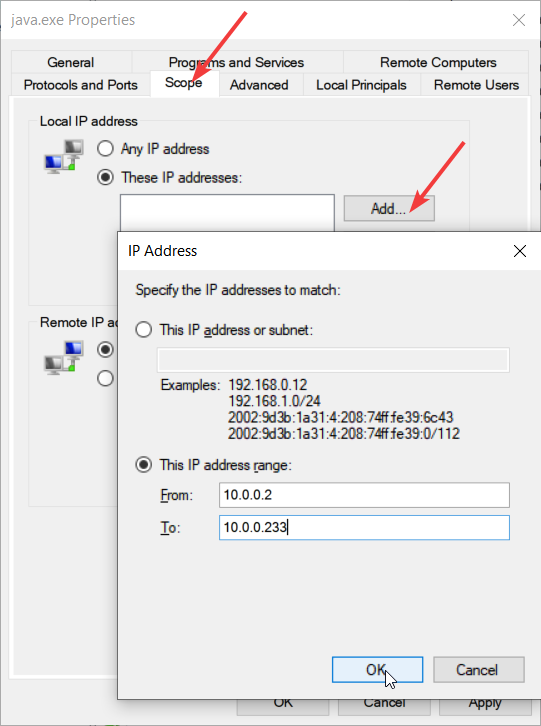 java.exe Properties
General Programs and Services Remote Computers
Protocols and Ports Scope Advanced Local Principals Remote Users
Local IP address
Any IP address
These IP addresses:
Add...
IP Address
Specify the IP addresses to match:
This IP address or subnet:
Examples: 192.168.0.12
192.168.1.0/24
2002:9d3b:1a31:4:208:74ff:fe39:6c43
2002:9d3b:1a31:4:208:74ff:fe39:0/112
Remote IP
This IP address range:
From: 10.0.0.2
To: 10.0.0.233
OK Cancel
OK Cancel Apply